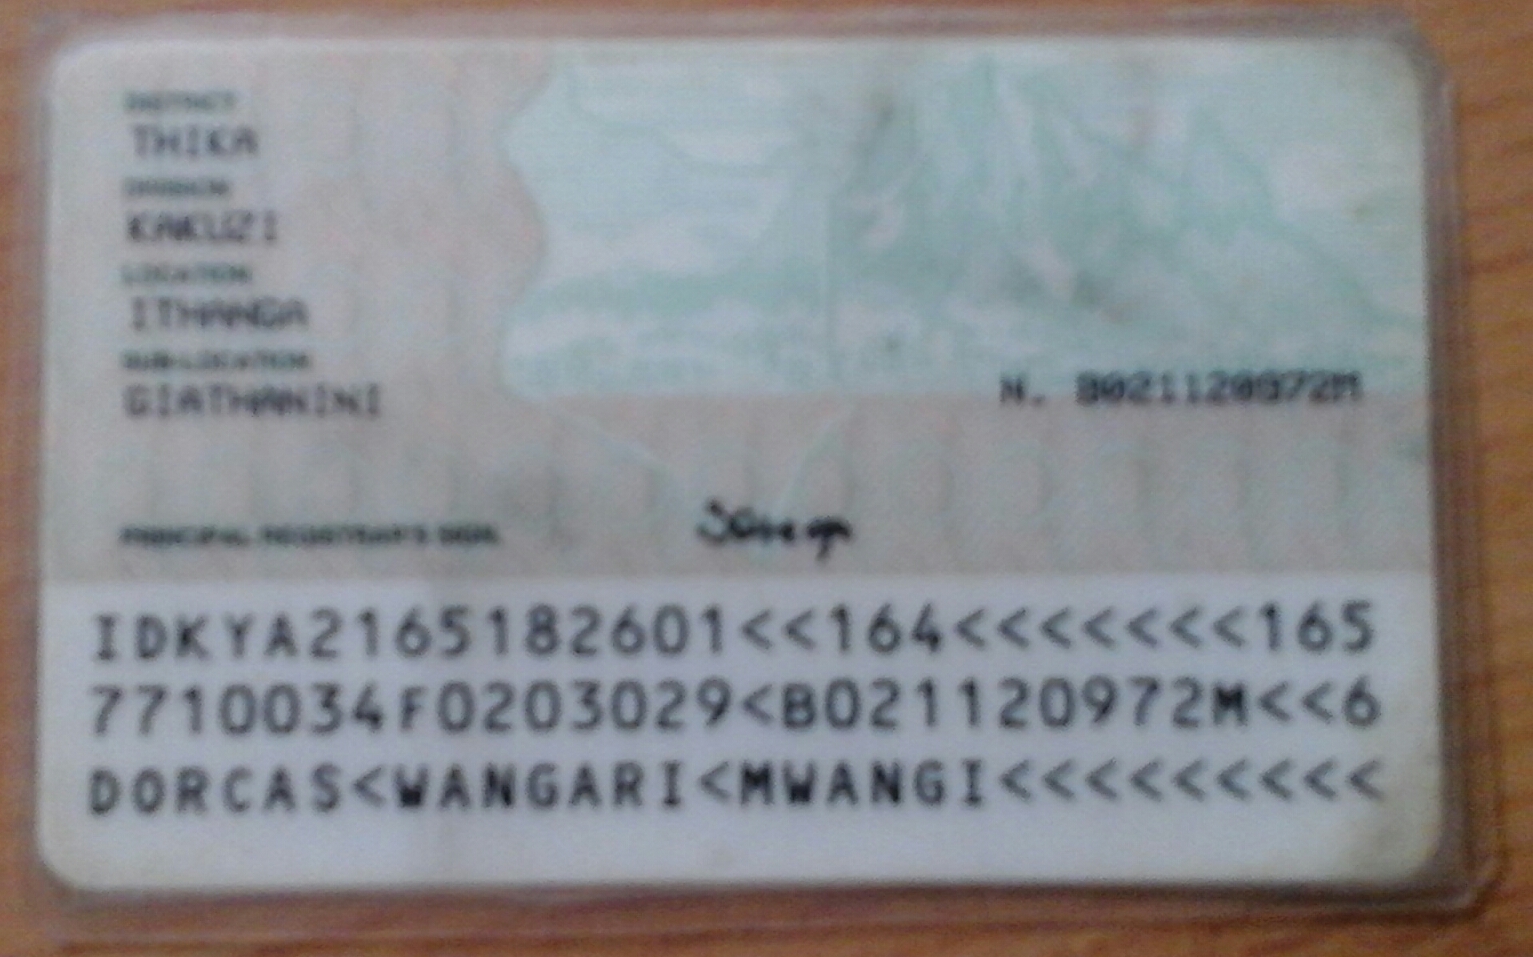 DISTRICT
THIKA
DIVISION
KAKUZI
LOCATION
ITHANGA
SUB-LOCATION
GIATHANINI
N. B021120972M
PRINCIPAL REGISTRAR'S SIGN.
IDKYA2165182601<<164<<<<<<<165
7710034F0203029<B021120972M<<6
DORCAS<WANGARI<MWANGI<<<<<<<<<